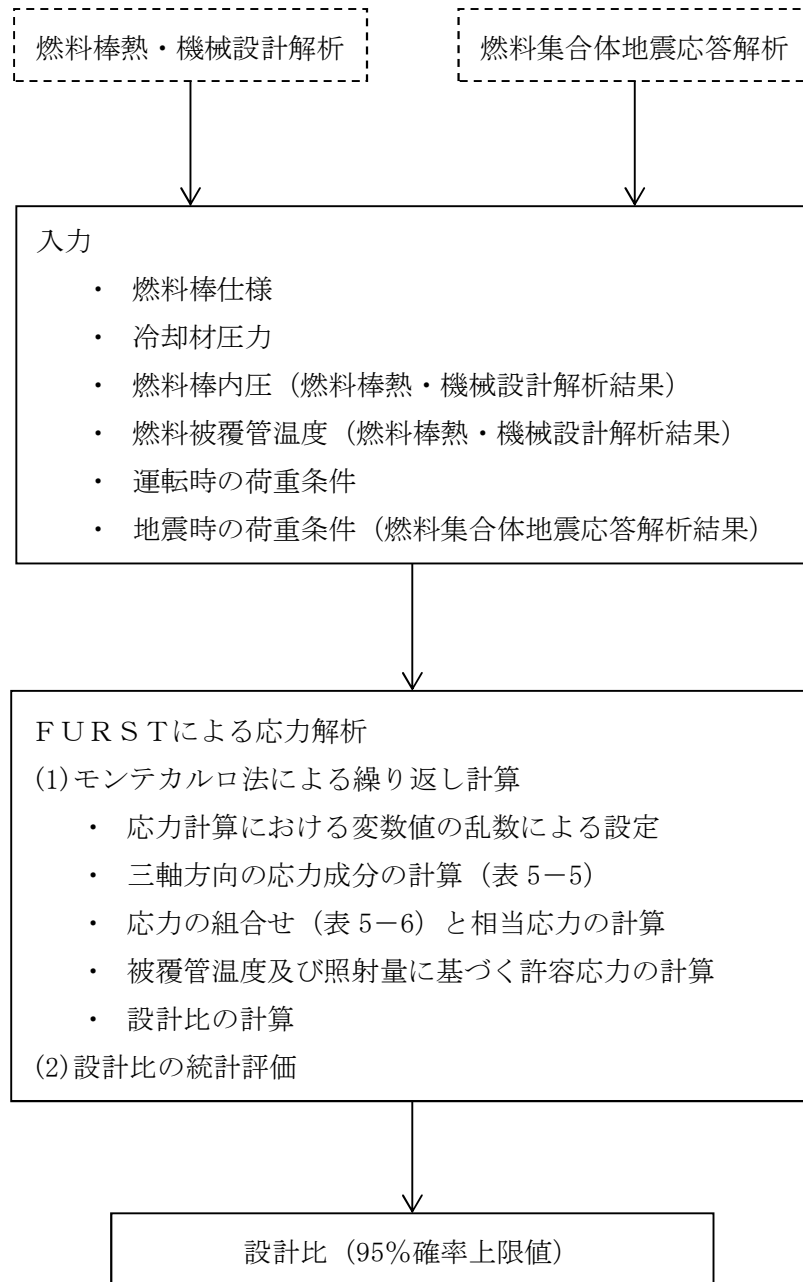 燃料棒熱・機械設計解析
燃料集合体地震応答解析
入力
・ 燃料棒仕様
・ 冷却材圧力
・ 燃料棒内圧（燃料棒熱・機械設計解析結果）
・ 燃料被覆管温度（燃料棒熱・機械設計解析結果）
・ 運転時の荷重条件
・ 地震時の荷重条件（燃料集合体地震応答解析結果）
ＦＵＲＳＴによる応力解析
(1)モンテカルロ法による繰り返し計算
・ 応力計算における変数値の乱数による設定
・ 三軸方向の応力成分の計算（表 5－5）
・ 応力の組合せ（表 5－6）と相当応力の計算
・ 被覆管温度及び照射量に基づく許容応力の計算
・ 設計比の計算
(2)設計比の統計評価
設計比（95%確率上限値）